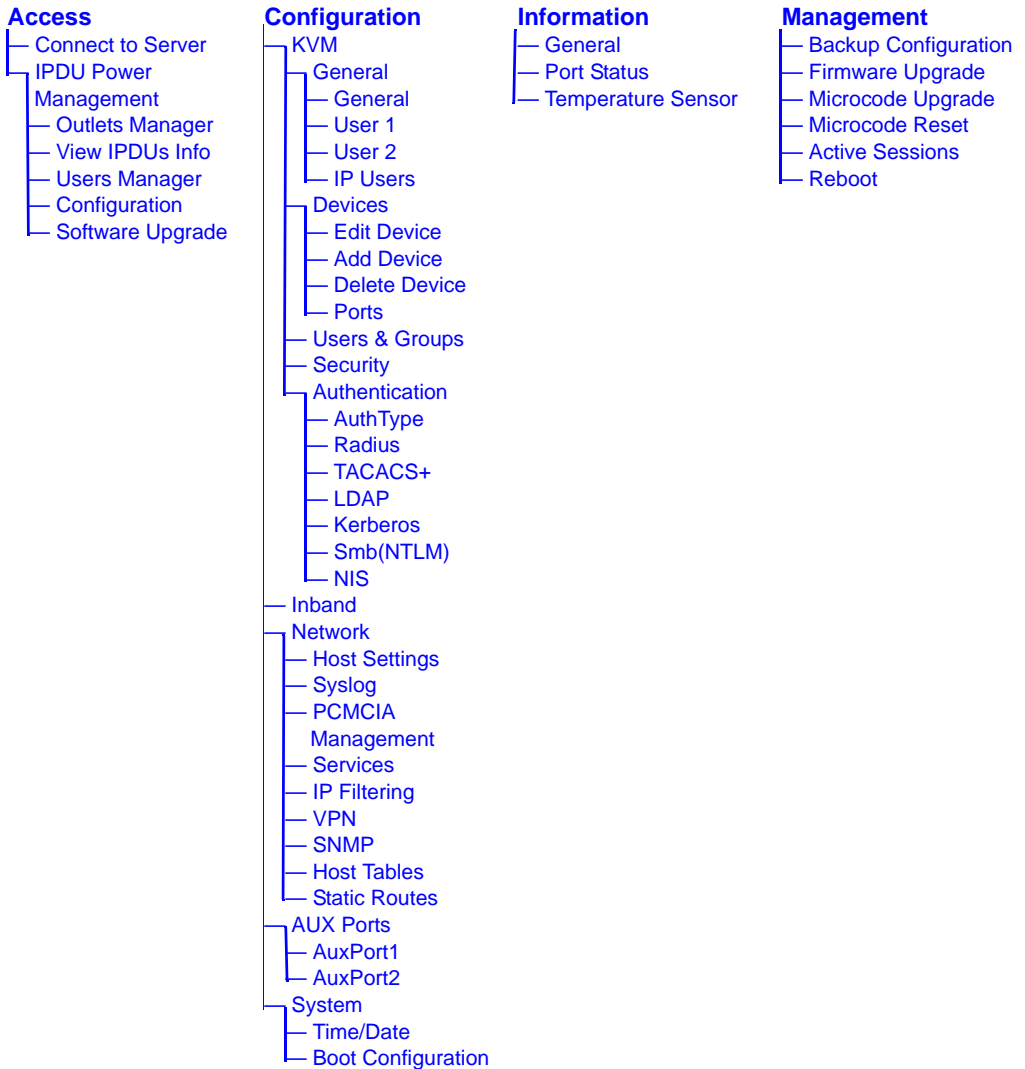 Access
Connect to Server
IPDU Power
Management
Outlets Manager
View IPDUs Info
Users Manager
Configuration
Software Upgrade
Configuration
KVM
General
General
User 1
User 2
IP Users
Devices
Edit Device
Add Device
Delete Device
Ports
Users & Groups
Security
Authentication
AuthType
Radius
TACACS+
LDAP
Kerberos
Smb(NTLM)
NIS
Inband
Network
Host Settings
Syslog
PCMCIA
Management
Services
IP Filtering
VPN
SNMP
Host Tables
Static Routes
AUX Ports
AuxPort1
AuxPort2
System
Time/Date
Boot Configuration
Information
General
Port Status
Temperature Sensor
Management
Backup Configuration
Firmware Upgrade
Microcode Upgrade
Microcode Reset
Active Sessions
Reboot